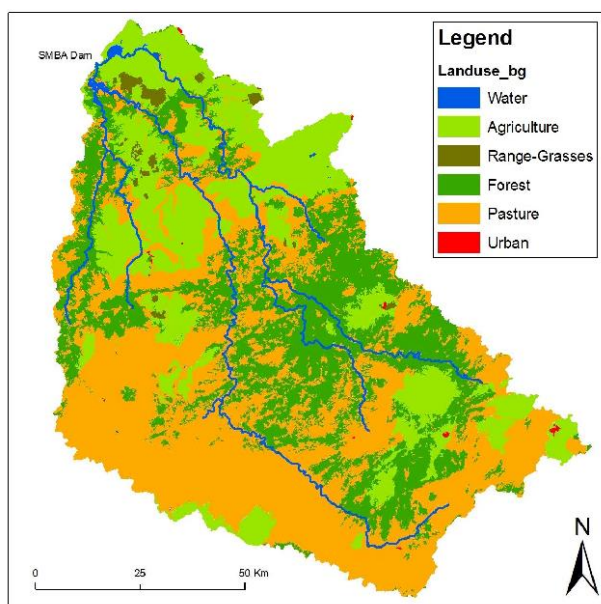 SMBA Dam
Legend
Landuse_bg
Water
Agriculture
Range-Grasses
Forest
Pasture
Urban
N
0 25 50 Km